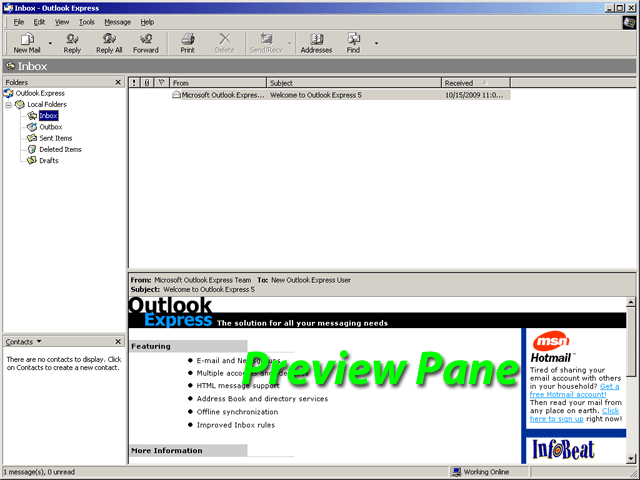 Inbox - Outlook Express
File Edit View Tools Message Help
New Mail Reply Reply All Forward Print Delete Send/Recv Addresses Find
Inbox
Folders
Outlook Express
Local Folders
Inbox
Outbox
Sent Items
Deleted Items
Drafts
! From Subject Received
Microsoft Outlook Expres... Welcome to Outlook Express 5 10/15/2009 11:0...
From: Microsoft Outlook Express Team To: New Outlook Express User
Subject: Welcome to Outlook Express 5
Outlook
Express The solution for all your messaging needs
Featuring
E-mail and Newsgroups
Multiple accounts and
HTML message support
Address Book and directory services
Offline synchronization
Improved Inbox rules
More Information
Preview Pane
msn
Hotmail™
Tired of sharing your
email account with others
in your household? Get a
free Hotmail account!
Then read your mail from
any place on earth. Click
here to sign up right now!
InfoBeat
Contacts
There are no contacts to display. Click
on Contacts to create a new contact.
1 message(s), 0 unread
Working Online